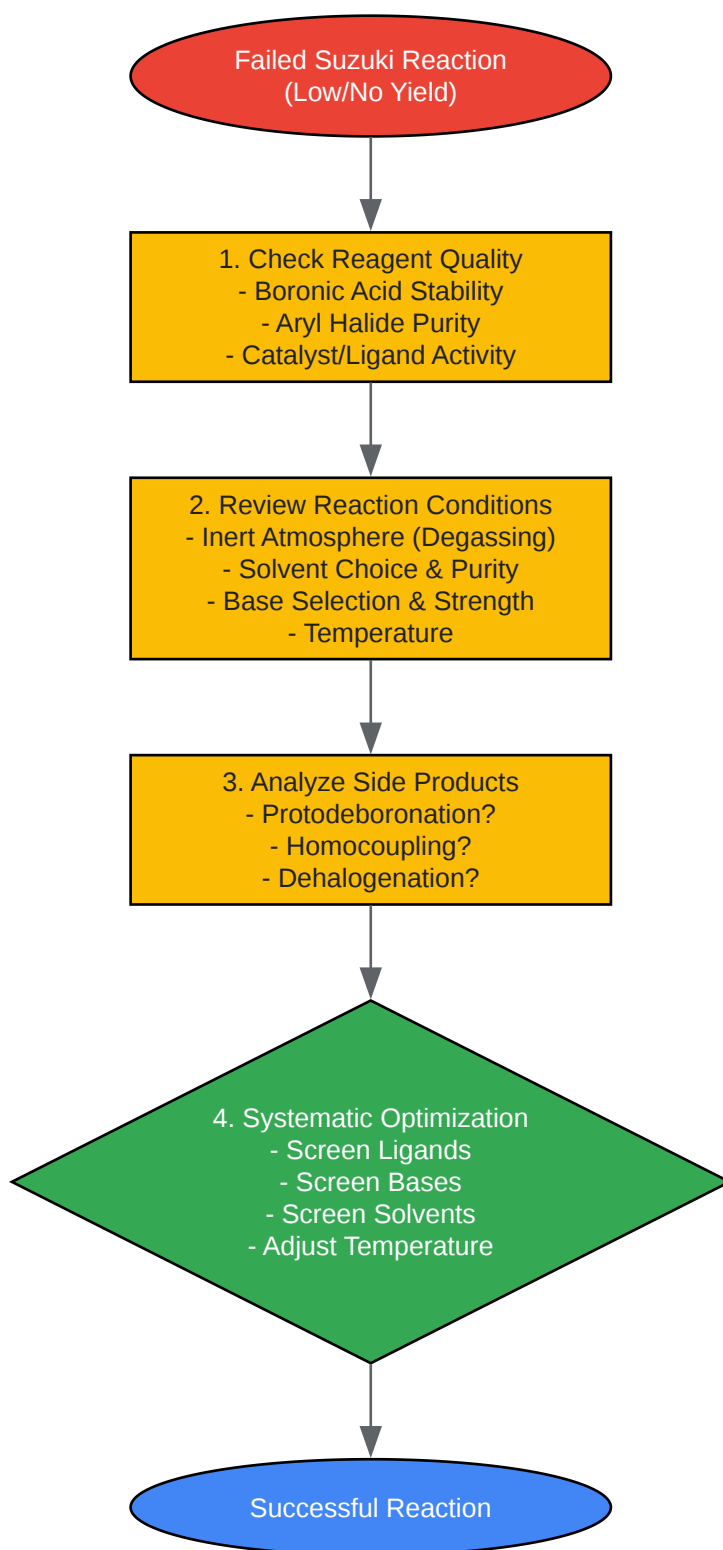 Failed Suzuki Reaction
(Low/No Yield)
1. Check Reagent Quality
- Boronic Acid Stability
- Aryl Halide Purity
- Catalyst/Ligand Activity
2. Review Reaction Conditions
- Inert Atmosphere (Degassing)
- Solvent Choice & Purity
- Base Selection & Strength
- Temperature
3. Analyze Side Products
- Protodeboronation?
- Homocoupling?
- Dehalogenation?
4. Systematic Optimization
- Screen Ligands
- Screen Bases
- Screen Solvents
- Adjust Temperature
Successful Reaction